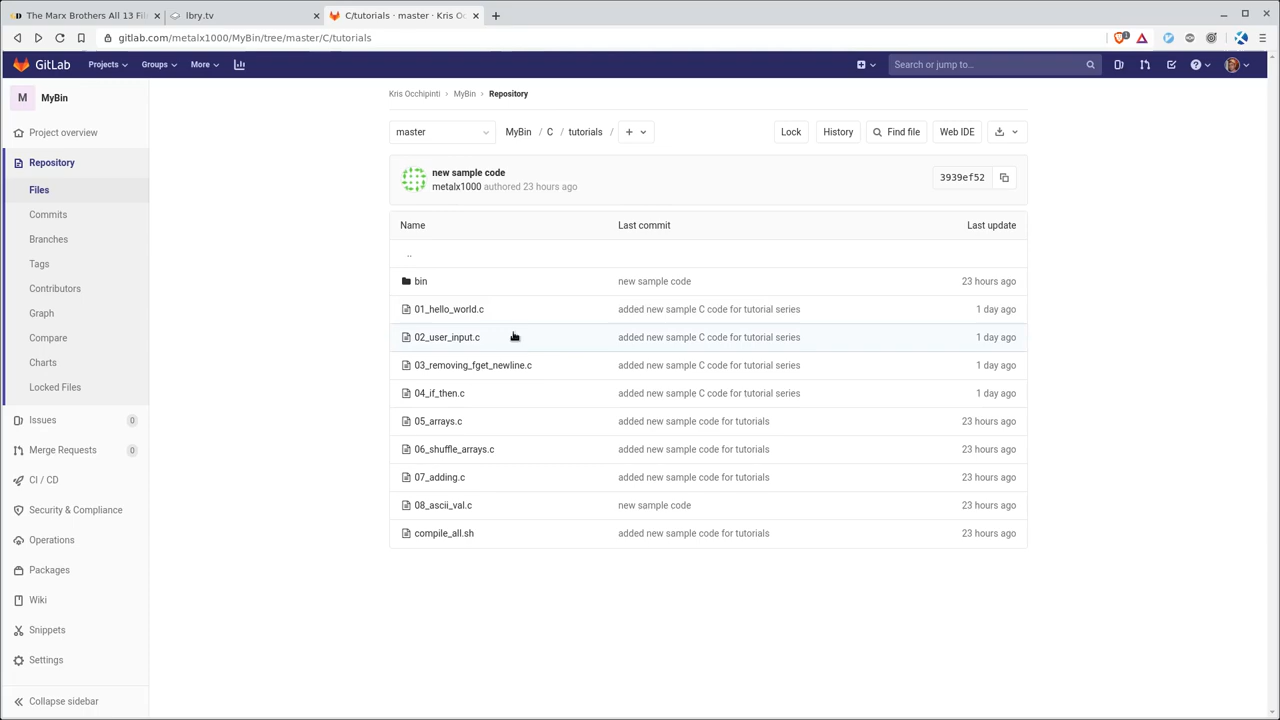 The Marx Brothers All 13 Fil
lbry.tv
C/tutorials · master · Kris Oc
gitlab.com/metalx1000/MyBin/tree/master/C/tutorials
1
GitLab
Projects
Groups
More
Search or jump to...
M MyBin
Project overview
Repository
Files
Commits
Branches
Tags
Contributors
Graph
Compare
Charts
Locked Files
Issues 0
Merge Requests 0
CI / CD
Security & Compliance
Operations
Packages
Wiki
Snippets
Settings
Collapse sidebar
Kris Occhipinti > MyBin > Repository
master
MyBin / C / tutorials / +
Lock
History
Find file
Web IDE
new sample code
metalx1000 authored 23 hours ago
3939ef52
Name Last commit Last update
..
bin new sample code 23 hours ago
01_hello_world.c added new sample C code for tutorial series 1 day ago
02_user_input.c added new sample C code for tutorial series 1 day ago
03_removing_fget_newline.c added new sample C code for tutorial series 1 day ago
04_if_then.c added new sample C code for tutorial series 1 day ago
05_arrays.c added new sample code for tutorials 23 hours ago
06_shuffle_arrays.c added new sample code for tutorials 23 hours ago
07_adding.c added new sample code for tutorials 23 hours ago
08_ascii_val.c new sample code 23 hours ago
compile_all.sh added new sample code for tutorials 23 hours ago